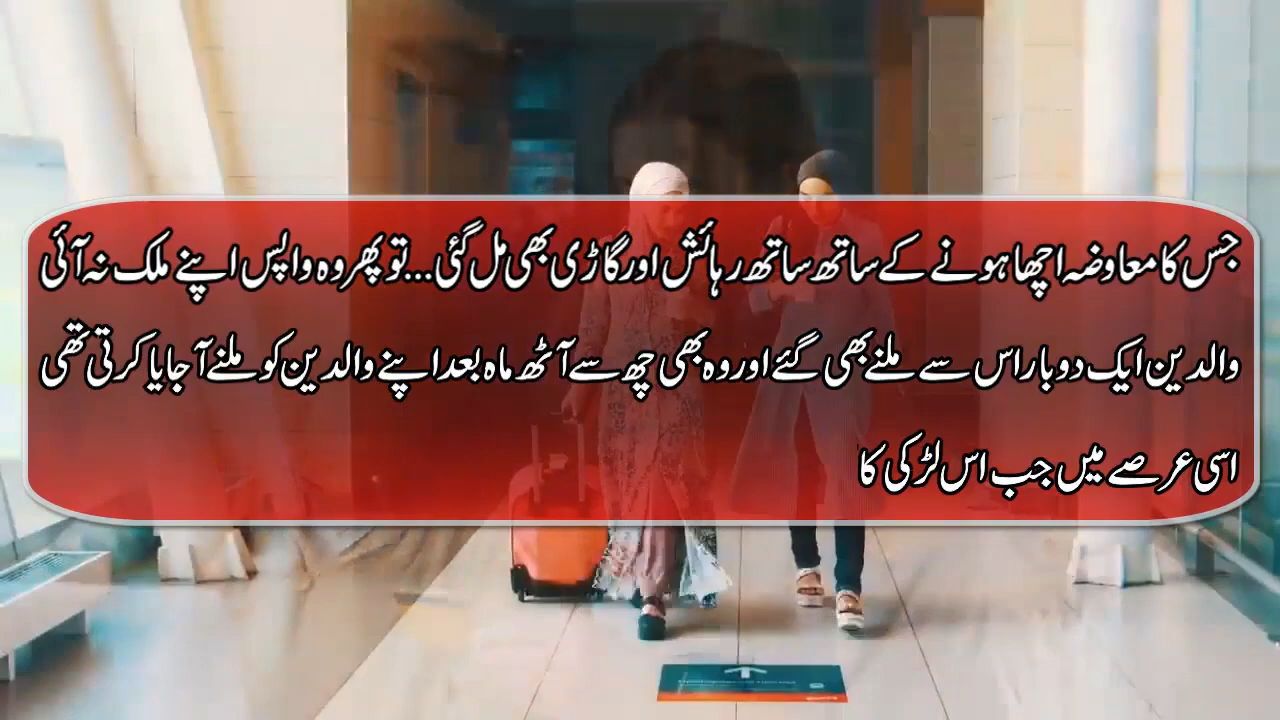 جس کا معاوضہ اچھا ہونے کے ساتھ ساتھ رہائش اور گاڑی بھی مل گئی...تو پھر وہ واپس اپنے ملک نہ آئی
والدین ایک دو بار اس سے ملنے بھی گئے اور وہ بھی چھ سے آٹھ ماہ بعد اپنے والدین کو ملنے آ جایا کرتی تھی
اسی عرصے میں جب اس لڑکی کا